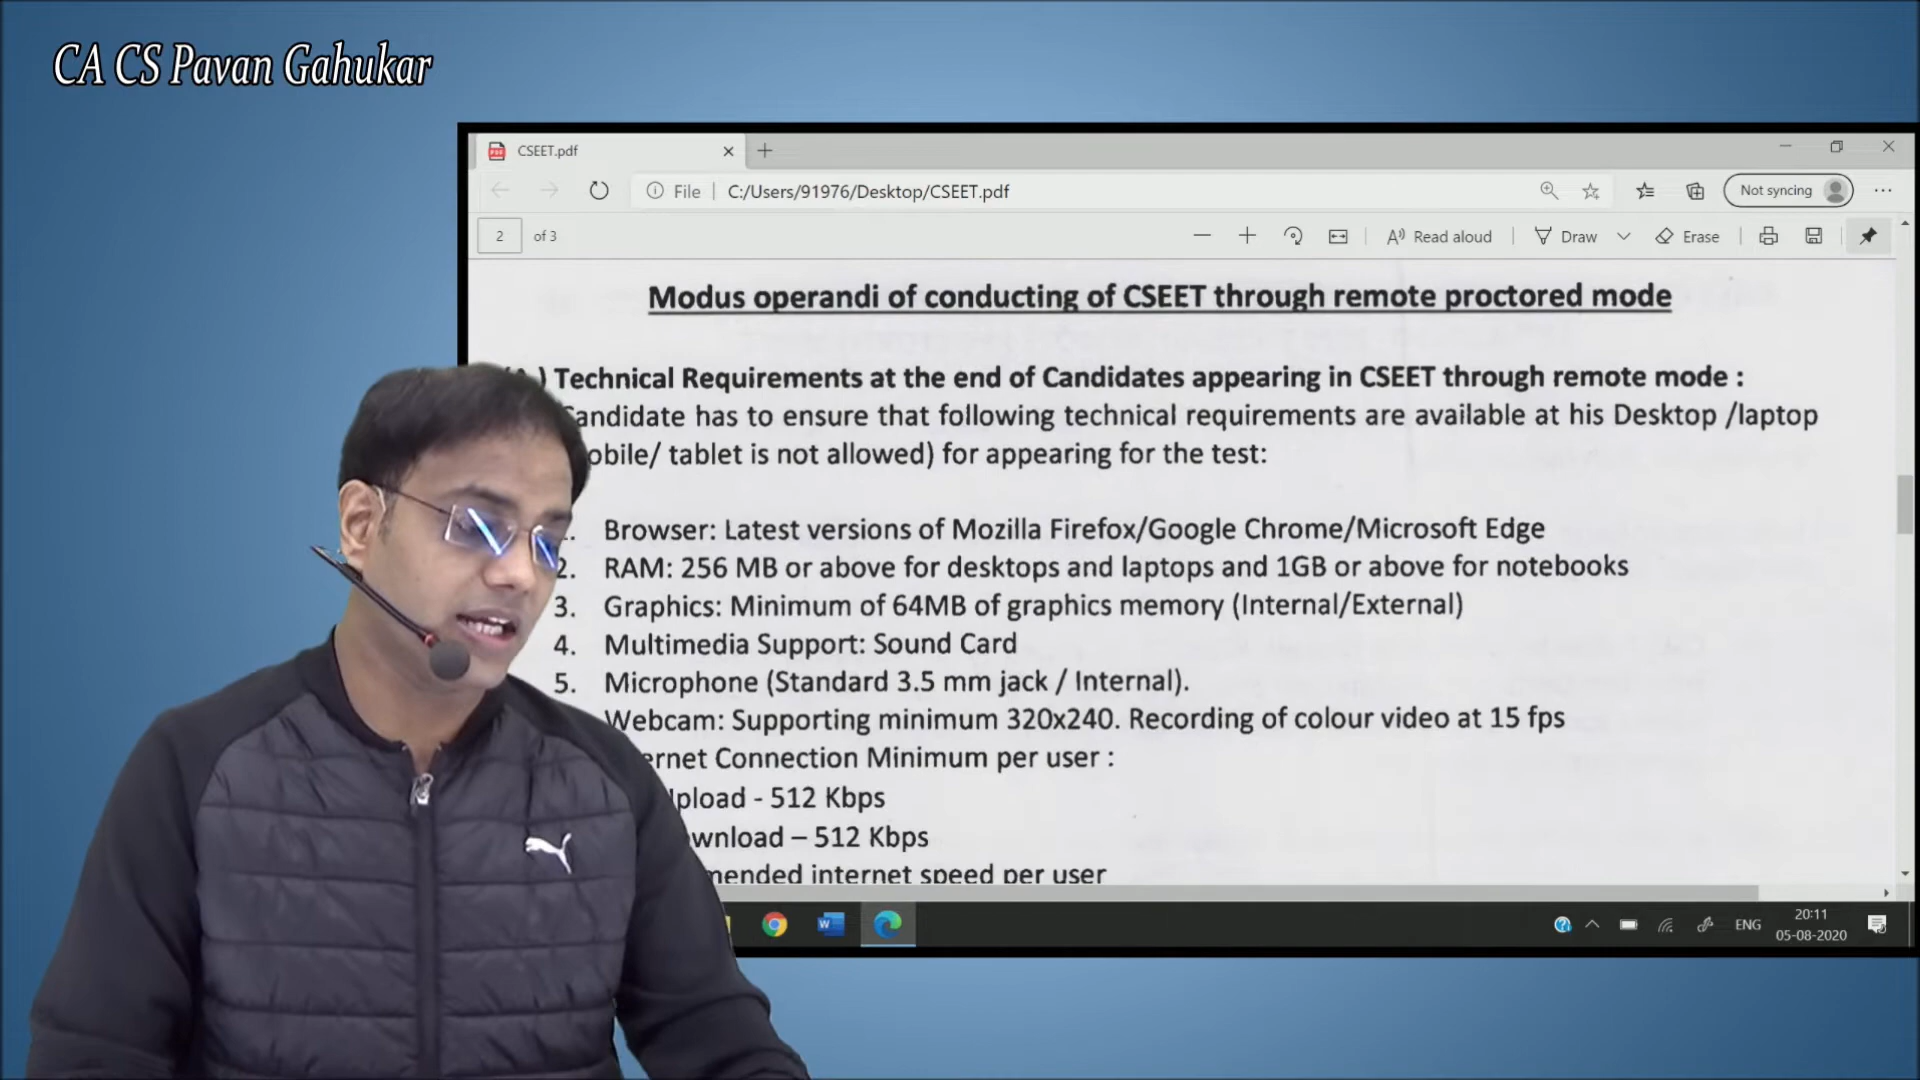 CA CS Pavan Gahukar
CSEET.pdf
File
C:/Users/91976/Desktop/CSEET.pdf
Not syncing
2 of 3
Read aloud
Draw
Erase
Modus operandi of conducting of CSEET through remote proctored mode
) Technical Requirements at the end of Candidates appearing in CSEET through remote mode :
Candidate has to ensure that following technical requirements are available at his Desktop /laptop
tablet is not allowed) for appearing for the test:
Browser: Latest versions of Mozilla Firefox/Google Chrome/Microsoft Edge
2. RAM: 256 MB or above for desktops and laptops and 1GB or above for notebooks
3. Graphics: Minimum of 64MB of graphics memory (Internal/External)
4. Multimedia Support: Sound Card
5. Microphone (Standard 3.5 mm jack / Internal).
Webcam: Supporting minimum 320x240. Recording of colour video at 15 fps
Connection Minimum per user :
- 512 Kbps
– 512 Kbps
internet speed per user
ENG
20:11
05-08-2020